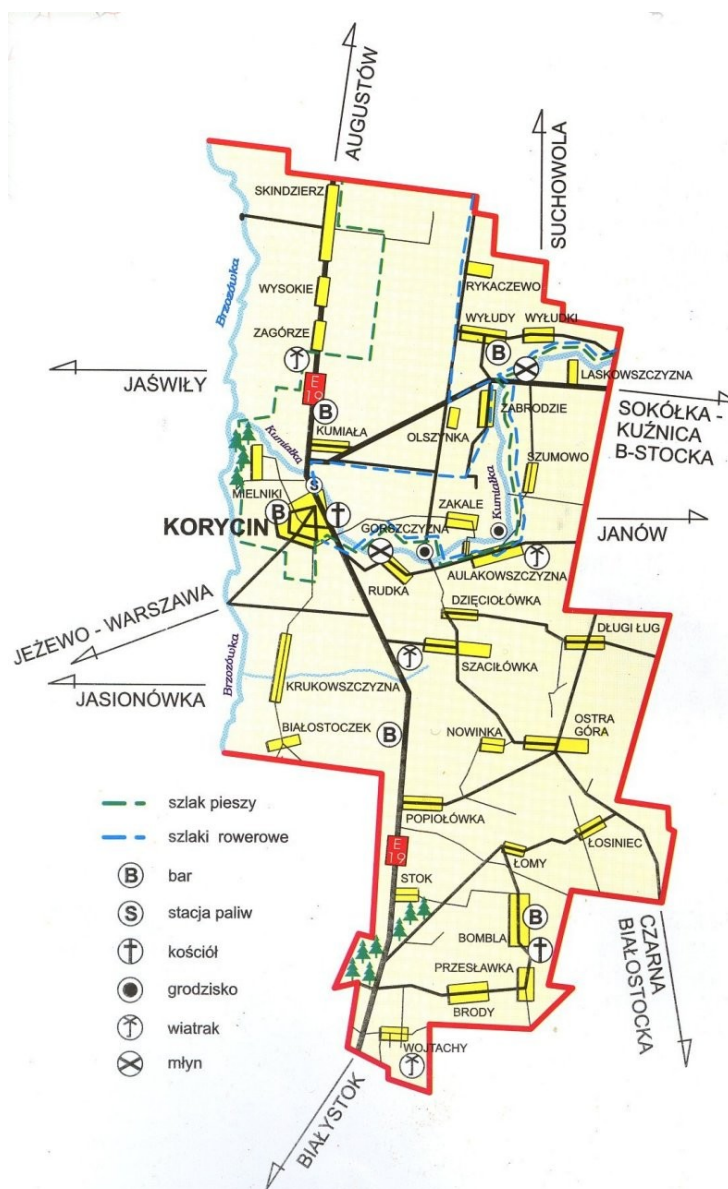 AUGUSTÓW
SUCHOWOLA
SKINDZIERZ
Brzozówka
WYSOKIE
RYKACZEWO
ZAGÓRZE
WYŁUDY
WYŁUDKI
B
JAŚWIŁY
E
19
B
LASKOWSZCZYZNA
ZABRODZIE
SOKÓŁKA -
KUŹNICA
B-STOCKA
Kumiałka
KUMIAŁA
OLSZYNKA
SZUMOWO
Kumiałka
MIELNIKI
S
ZAKALE
B
KORYCIN
GORSZCZYZNA
JANÓW
RUDKA
AULAKOWSZCZYZNA
DZIĘCIOŁÓWKA
JEŻEWO - WARSZAWA
DŁUGI ŁUG
Brzozówka
SZACIŁÓWKA
JASIONÓWKA
KRUKOWSZCZYZNA
BIAŁOSTOCZEK
B
NOWINKA
OSTRA
GÓRA
szlak pieszy
POPIOŁÓWKA
szlaki rowerowe
ŁOSINIEC
E
19
ŁOMY
B bar
STOK
S stacja paliw
B
kościół
BOMBLA
CZARNA
BIAŁOSTOCKA
PRZESŁAWKA
grodzisko
BRODY
wiatrak
WOJTACHY
młyn
BIAŁYSTOK